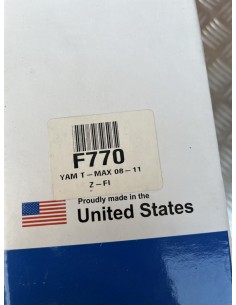 F770
YAM T-MAX 08-11
Z-FI
Proudly made in the
United States